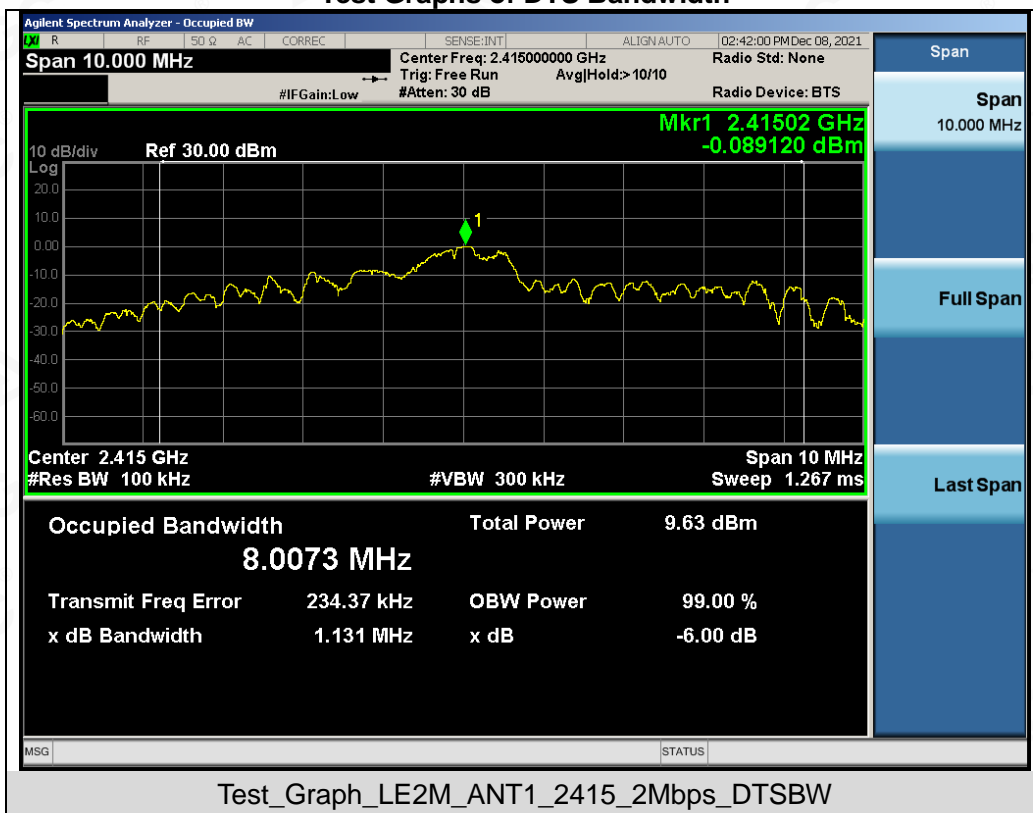 Test Graphs of DTS Bandwidth
Agilent Spectrum Analyzer - Occupied BW
LXI R RF 50 Ω AC CORREC SENSE:INT ALIGN AUTO 02:42:00 PM Dec 08, 2021
Span 10.000 MHz
Center Freq: 2.415000000 GHz Radio Std: None
Trig: Free Run Avg|Hold:>10/10
#IFGain:Low #Atten: 30 dB Radio Device: BTS
Mkr1 2.41502 GHz
-0.089120 dBm
10 dB/div Ref 30.00 dBm
Log
20.0
10.0
1
0.00
-10.0
-20.0
-30.0
-40.0
-50.0
-60.0
Center 2.415 GHz Span 10 MHz
#Res BW 100 kHz #VBW 300 kHz Sweep 1.267 ms
Occupied Bandwidth Total Power 9.63 dBm
8.0073 MHz
Transmit Freq Error 234.37 kHz OBW Power 99.00 %
x dB Bandwidth 1.131 MHz x dB -6.00 dB
MSG STATUS
Span
Span
10.000 MHz
Full Span
Last Span
Test_Graph_LE2M_ANT1_2415_2Mbps_DTSBW